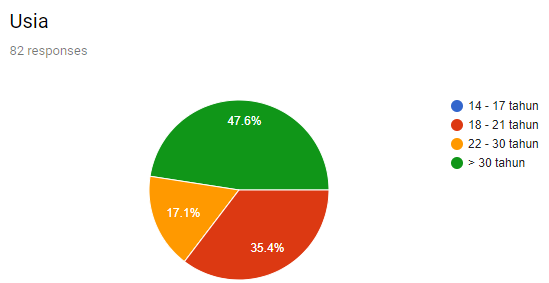 Usia
82 responses
47.6%
17.1%
35.4%
14 - 17 tahun
18 - 21 tahun
22 - 30 tahun
> 30 tahun